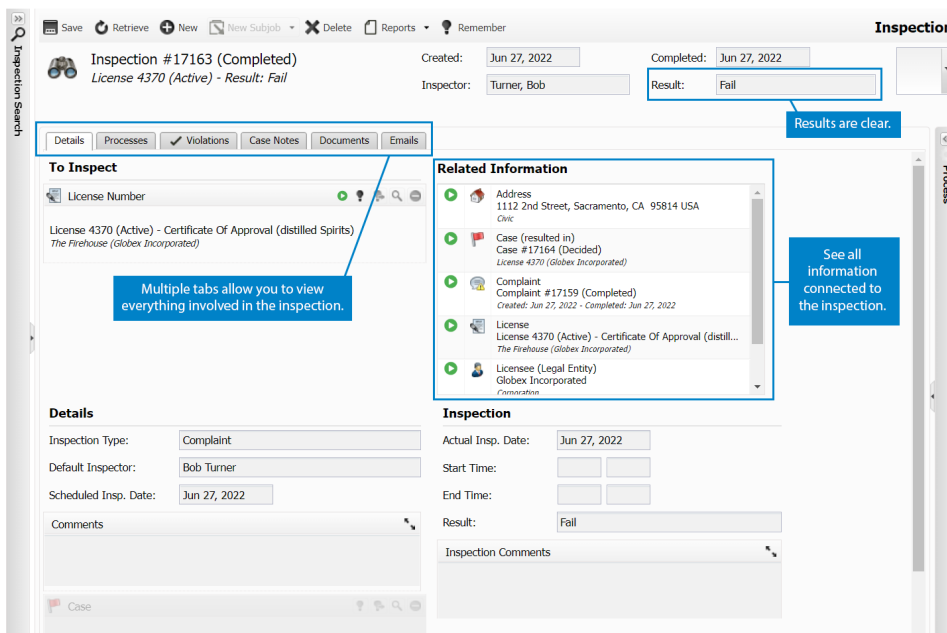 Save Retrieve New New Subjob Delete Reports Remember
Inspection
Inspection Search
Inspection #17163 (Completed)
License 4370 (Active) - Result: Fail
Created: Jun 27, 2022
Completed: Jun 27, 2022
Inspector: Turner, Bob
Result: Fail
Results are clear.
Details Processes Violations Case Notes Documents Emails
Process
To Inspect
License Number
License 4370 (Active) - Certificate Of Approval (distilled Spirits)
The Firehouse (Globex Incorporated)
Multiple tabs allow you to view
everything involved in the inspection.
Related Information
Address
1112 2nd Street, Sacramento, CA 95814 USA
Civic
Case (resulted in)
Case #17164 (Decided)
License 4370 (Globex Incorporated)
Complaint
Complaint #17159 (Completed)
Created: Jun 27, 2022 - Completed: Jun 27, 2022
License
License 4370 (Active) - Certificate Of Approval (distill...
The Firehouse (Globex Incorporated)
Licensee (Legal Entity)
Globex Incorporated
Corporation
See all
information
connected to
the inspection.
Details
Inspection Type: Complaint
Default Inspector: Bob Turner
Scheduled Insp. Date: Jun 27, 2022
Comments
Case
Inspection
Actual Insp. Date: Jun 27, 2022
Start Time:
End Time:
Result: Fail
Inspection Comments